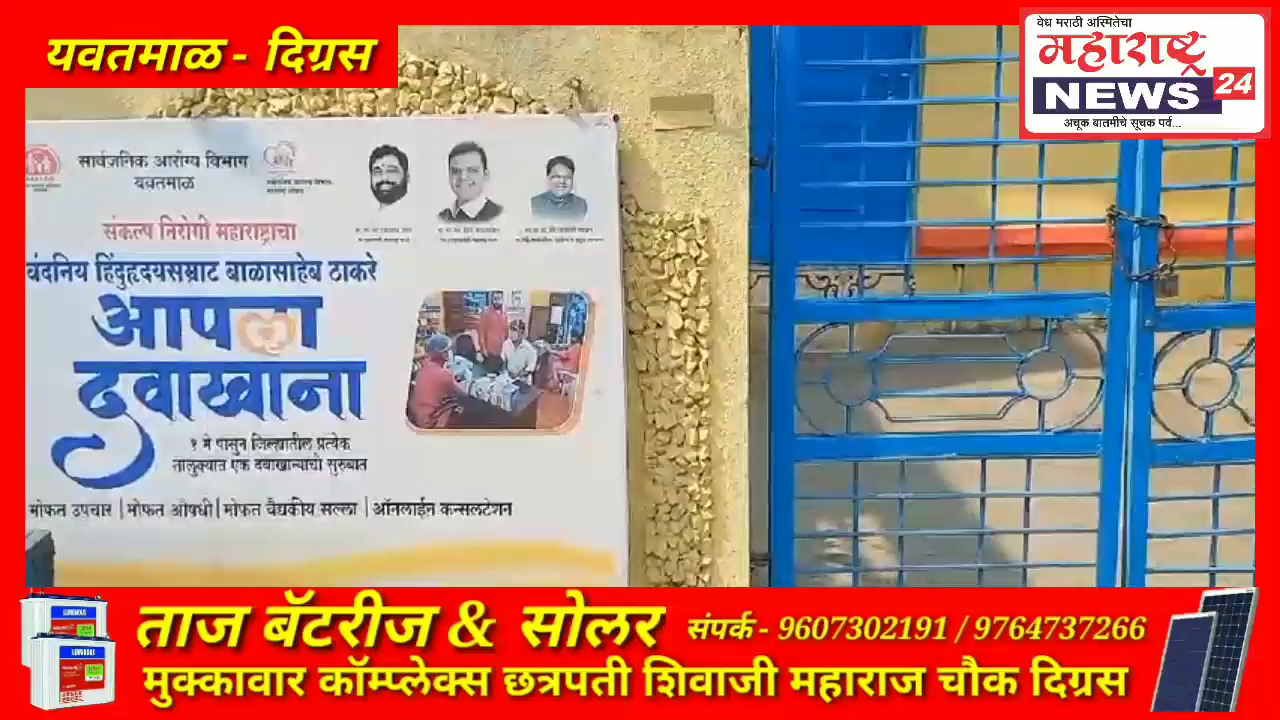 यवतमाळ - दिग्रस
वेध मराठी अस्मितेचा
महाराष्ट्र
NEWS 24
अचूक बातमीचे सूचक पर्व...
सार्वजनिक आरोग्य विभाग
यवतमाळ
संकल्प निरोगी महाराष्ट्राचा
वंदनिय हिंदुहृदयसम्राट बाळासाहेब ठाकरे
आपला
दवाखाना
१ मे पासुन जिल्ह्यातील प्रत्येक
तालुक्यात एक दवाखान्याची सुरुवात
मोफत उपचार | मोफत औषधी | मोफत वैद्यकीय सल्ला | ऑनलाईन कन्सलटेशन
LUMINOUS
LUMINOUS
ताज बॅटरीज & सोलर संपर्क - 9607302191 / 9764737266
मुक्कावार कॉम्प्लेक्स छत्रपती शिवाजी महाराज चौक दिग्रस